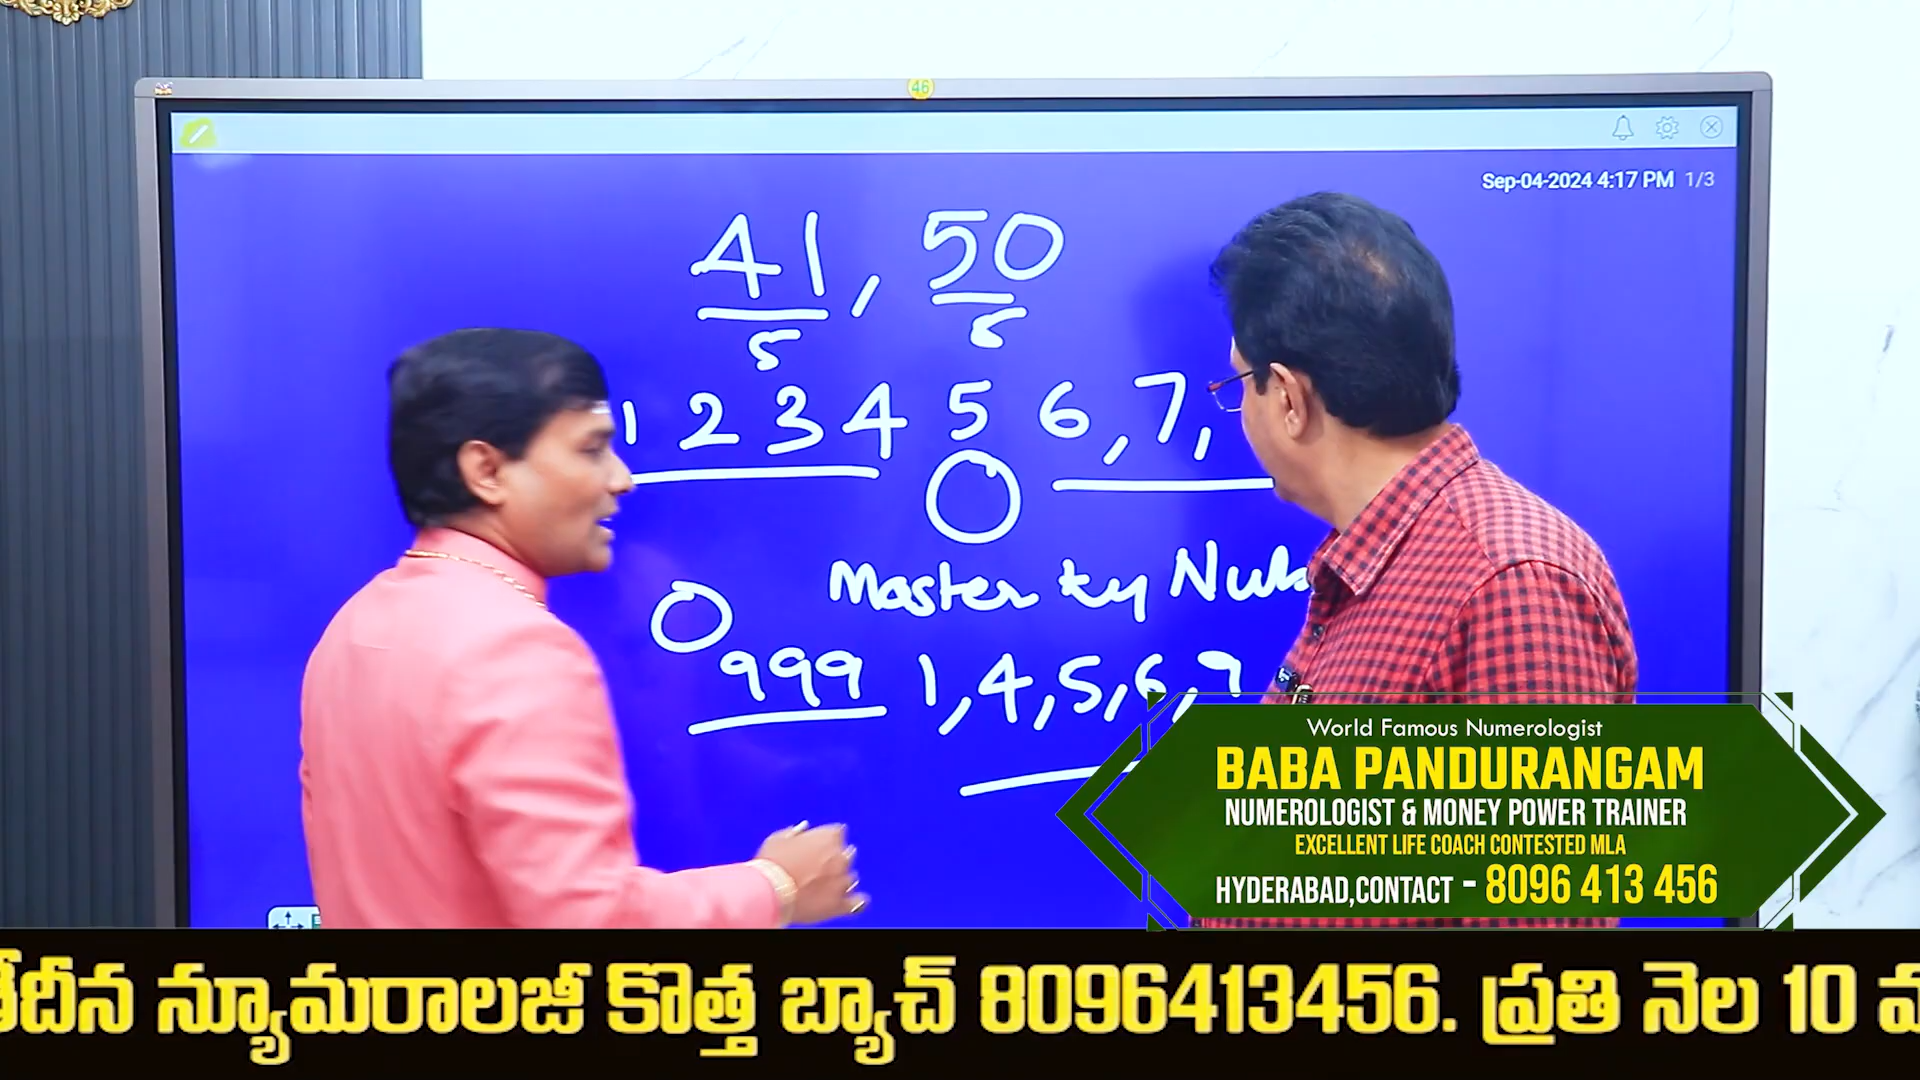 46
Sep-04-2024 4:17 PM 1/3
41, 50
5 5
1 2 3 4 5 6, 7,
0
Master key Nu
0
999 1, 4, 5, 6, 9
World Famous Numerologist
BABA PANDURANGAM
NUMEROLOGIST & MONEY POWER TRAINER
EXCELLENT LIFE COACH CONTESTED MLA
HYDERABAD,CONTACT - 8096 413 456
తేదీన న్యూమరాలజీ కొత్త బ్యాచ్ 8096413456. ప్రతి నెల 10